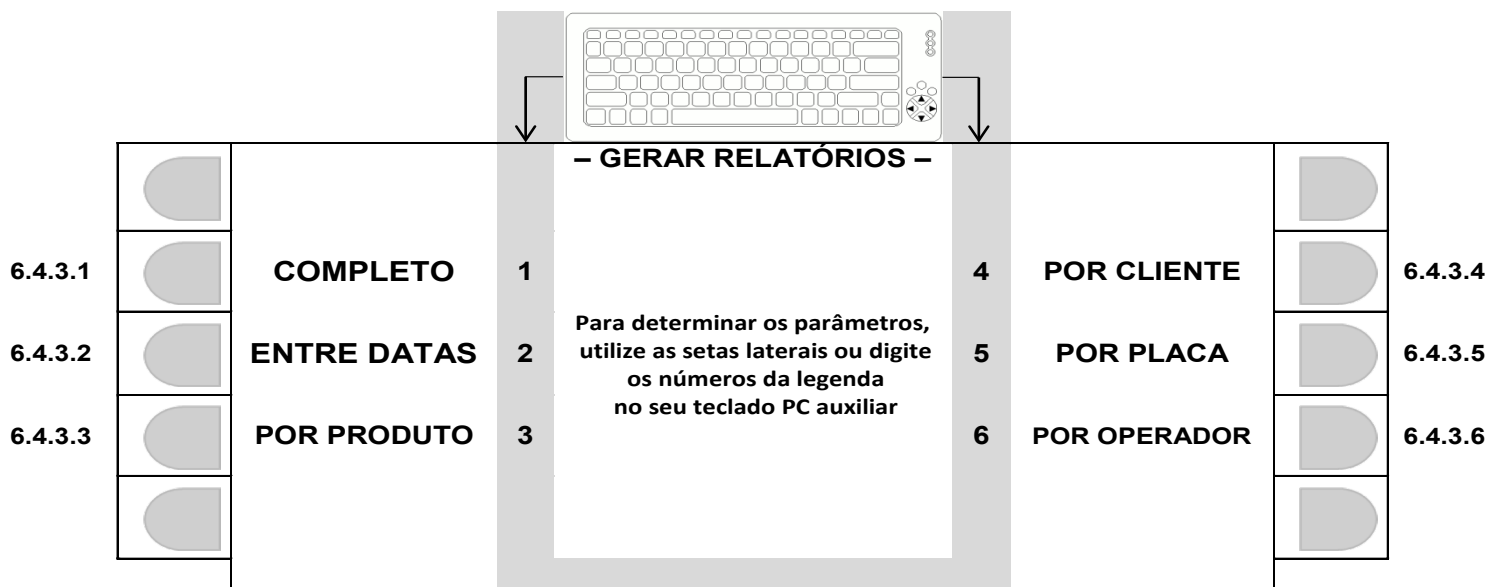 – GERAR RELATÓRIOS –
6.4.3.1 COMPLETO 1 4 POR CLIENTE 6.4.3.4
Para determinar os parâmetros,
6.4.3.2 ENTRE DATAS 2 utilize as setas laterais ou digite 5 POR PLACA 6.4.3.5
os números da legenda
no seu teclado PC auxiliar
6.4.3.3 POR PRODUTO 3 6 POR OPERADOR 6.4.3.6